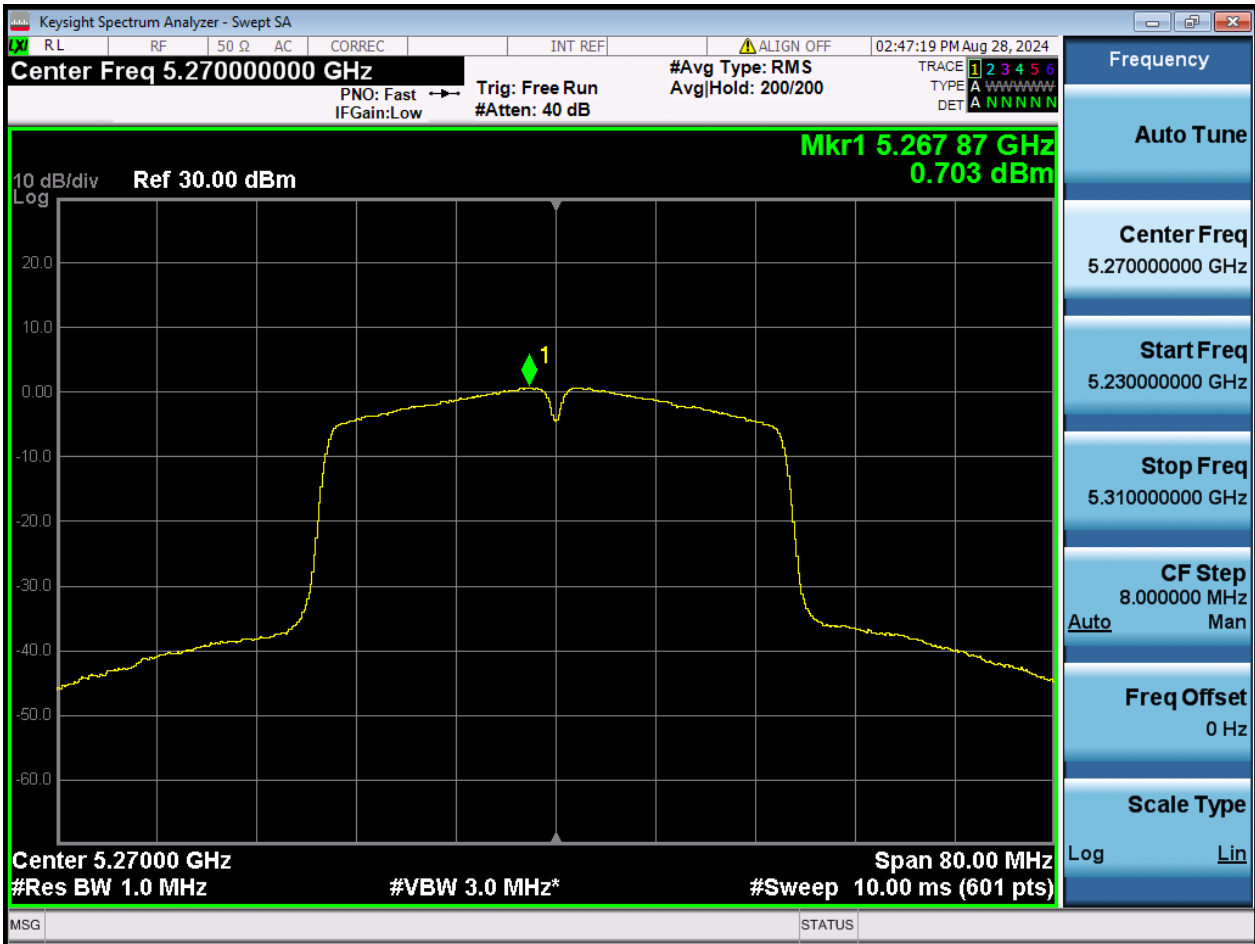 Keysight Spectrum Analyzer - Swept SA
LXI RL RF 50 Ω AC CORREC INT REF ALIGN OFF 02:47:19 PM Aug 28, 2024
Center Freq 5.270000000 GHz
PNO: Fast
IFGain:Low
Trig: Free Run
#Atten: 40 dB
#Avg Type: RMS
Avg|Hold: 200/200
TRACE 1 2 3 4 5 6
TYPE A WWWWW
DET A N N N N N
Mkr1 5.267 87 GHz
0.703 dBm
10 dB/div Ref 30.00 dBm
Log
20.0
10.0
0.00
-10.0
-20.0
-30.0
-40.0
-50.0
-60.0
1
Center 5.27000 GHz Span 80.00 MHz
#Res BW 1.0 MHz #VBW 3.0 MHz* #Sweep 10.00 ms (601 pts)
MSG STATUS
Frequency
Auto Tune
Center Freq
5.270000000 GHz
Start Freq
5.230000000 GHz
Stop Freq
5.310000000 GHz
CF Step
8.000000 MHz
Auto Man
Freq Offset
0 Hz
Scale Type
Log Lin